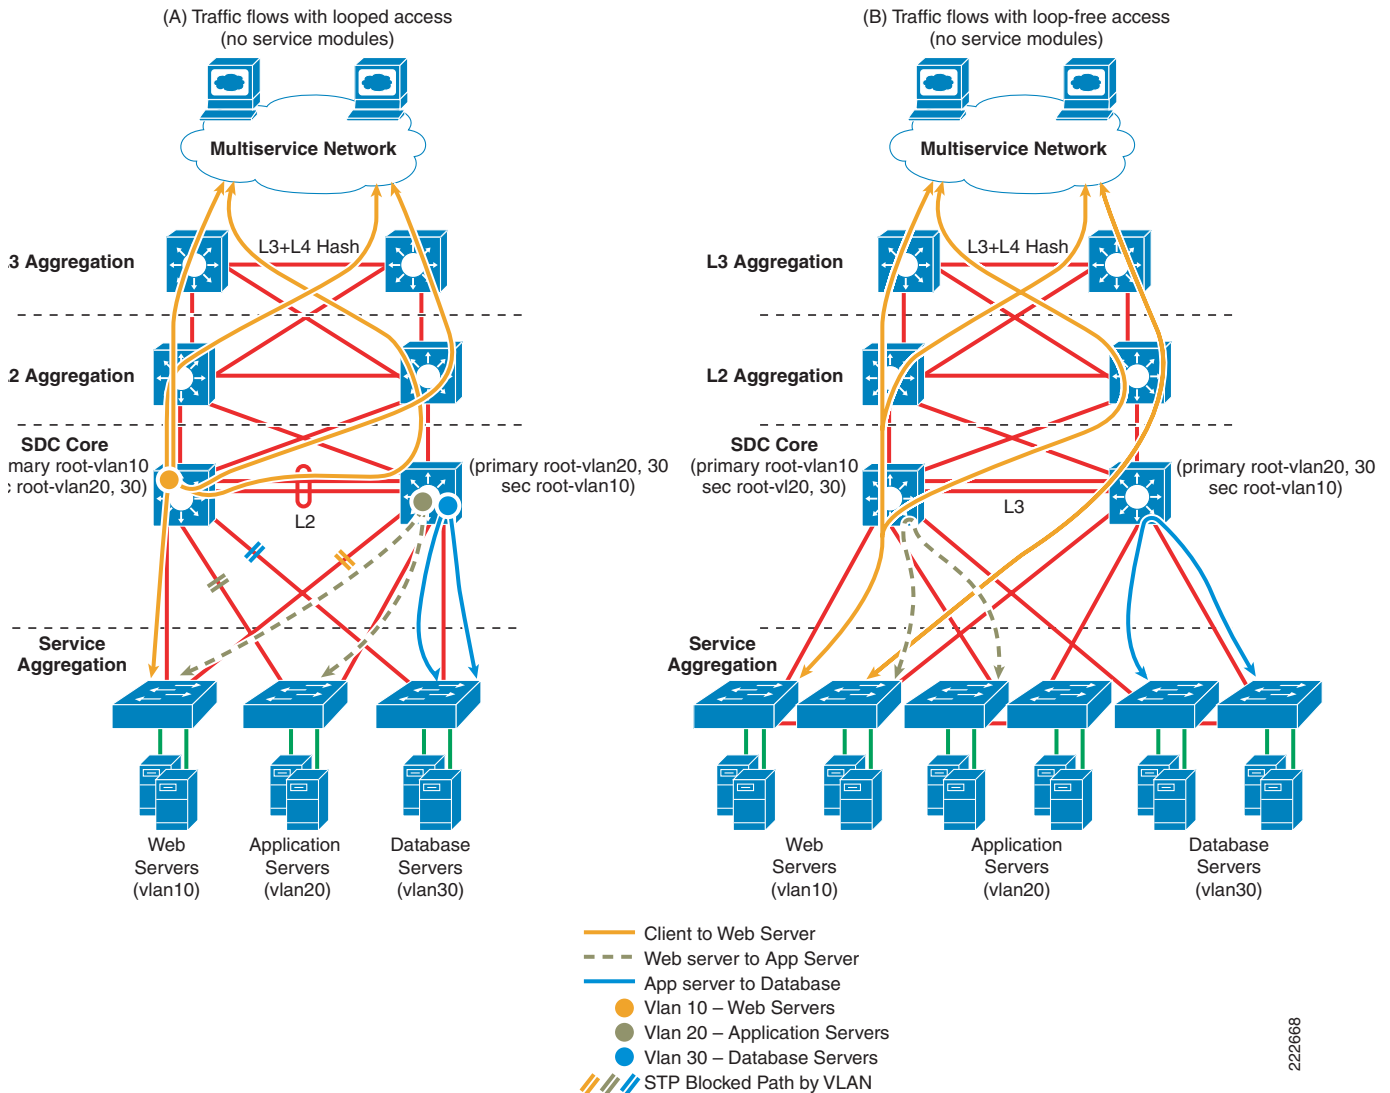 (A) Traffic flows with looped access
(no service modules)
(B) Traffic flows with loop-free access
(no service modules)
Multiservice Network
Multiservice Network
L3+L4 Hash
L3+L4 Hash
.3 Aggregation
L3 Aggregation
.2 Aggregation
L2 Aggregation
SDC Core
mary root-vlan10
c root-vlan20, 30)
(primary root-vlan20, 30
sec root-vlan10)
L2
SDC Core
(primary root-vlan10
sec root-vl20, 30)
(primary root-vlan20, 30
sec root-vlan10)
L3
Service
Aggregation
Service
Aggregation
Web
Servers
(vlan10)
Application
Servers
(vlan20)
Database
Servers
(vlan30)
Web
Servers
(vlan10)
Application
Servers
(vlan20)
Database
Servers
(vlan30)
Client to Web Server
Web server to App Server
App server to Database
Vlan 10 – Web Servers
Vlan 20 – Application Servers
Vlan 30 – Database Servers
STP Blocked Path by VLAN
222668